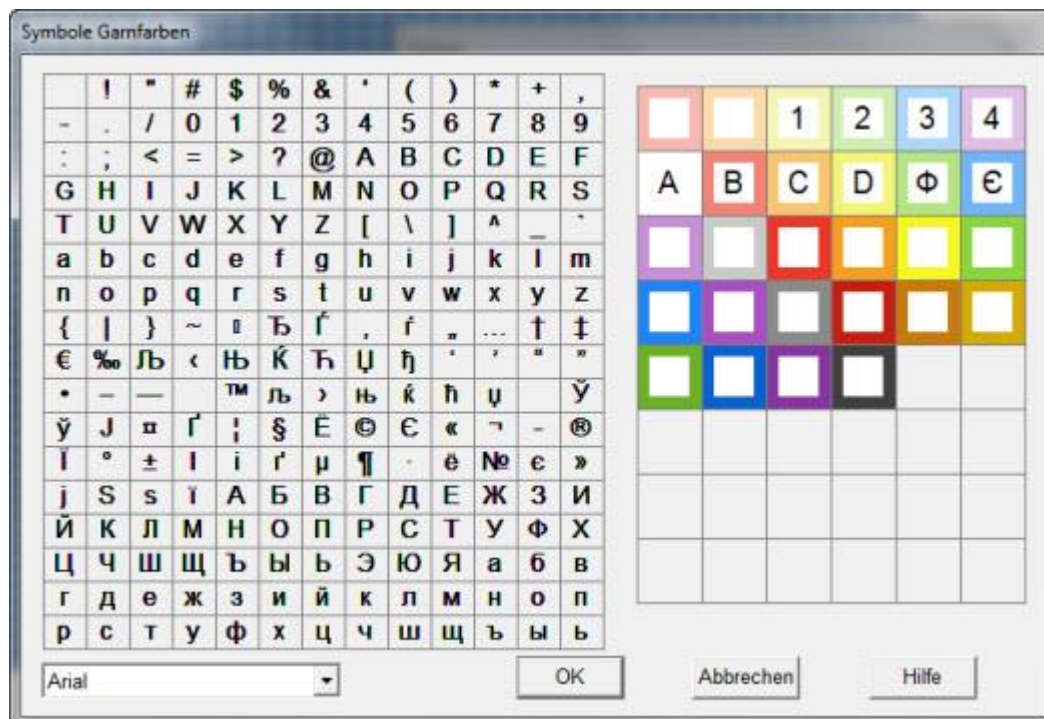 Symbole Garnfarben
! " # $ % & ' ( ) * + ,
- . / 0 1 2 3 4 5 6 7 8 9
: ; < = > ? @ A B C D E F
G H I J K L M N O P Q R S
T U V W X Y Z [ \ ] ^ _ `
a b c d e f g h i j k l m
n o p q r s t u v w x y z
{ | } ~ ▯ Ђ Ѓ ‚ ѓ „ … † ‡
€ ‰ Љ ‹ Њ Ќ Ћ Џ ђ ‘ ’ “ ”
• – — ™ љ › њ ќ ћ џ Ў
ў Ј ¤ Ґ ¦ § Ё © Є « ¬ - ®
Ї ° ± І і ґ µ ¶ · ё № є »
ј Ѕ ѕ ї А Б В Г Д Е Ж З И
Й К Л М Н О П Р С Т У Ф Х
Ц Ч Ш Щ Ъ Ы Ь Э Ю Я а б в
г д е ж з и й к л м н о п
р с т у ф х ц ч ш щ ъ ы ь
1 2 3 4
A B C D Ф Є
Arial
OK
Abbrechen
Hilfe